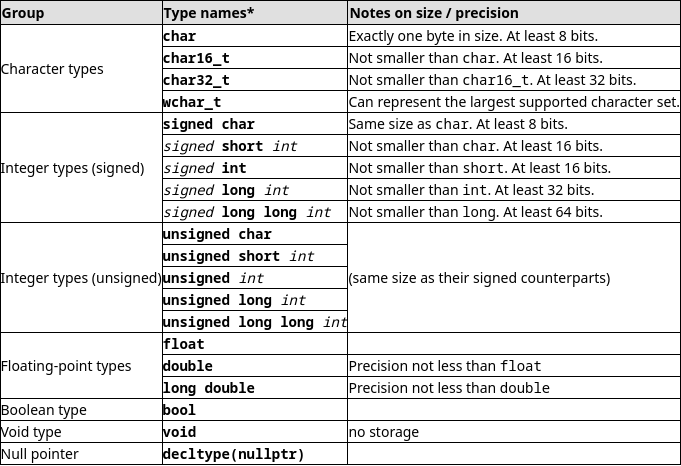 Group Type names* Notes on size / precision
Character types
char Exactly one byte in size. At least 8 bits.
char16_t Not smaller than char. At least 16 bits.
char32_t Not smaller than char16_t. At least 32 bits.
wchar_t Can represent the largest supported character set.
Integer types (signed)
signed char Same size as char. At least 8 bits.
signed short int Not smaller than char. At least 16 bits.
signed int Not smaller than short. At least 16 bits.
signed long int Not smaller than int. At least 32 bits.
signed long long int Not smaller than long. At least 64 bits.
Integer types (unsigned)
unsigned char
unsigned short int
unsigned int
unsigned long int
unsigned long long int
(same size as their signed counterparts)
Floating-point types
float
double Precision not less than float
long double Precision not less than double
Boolean type bool
Void type void no storage
Null pointer decltype(nullptr)